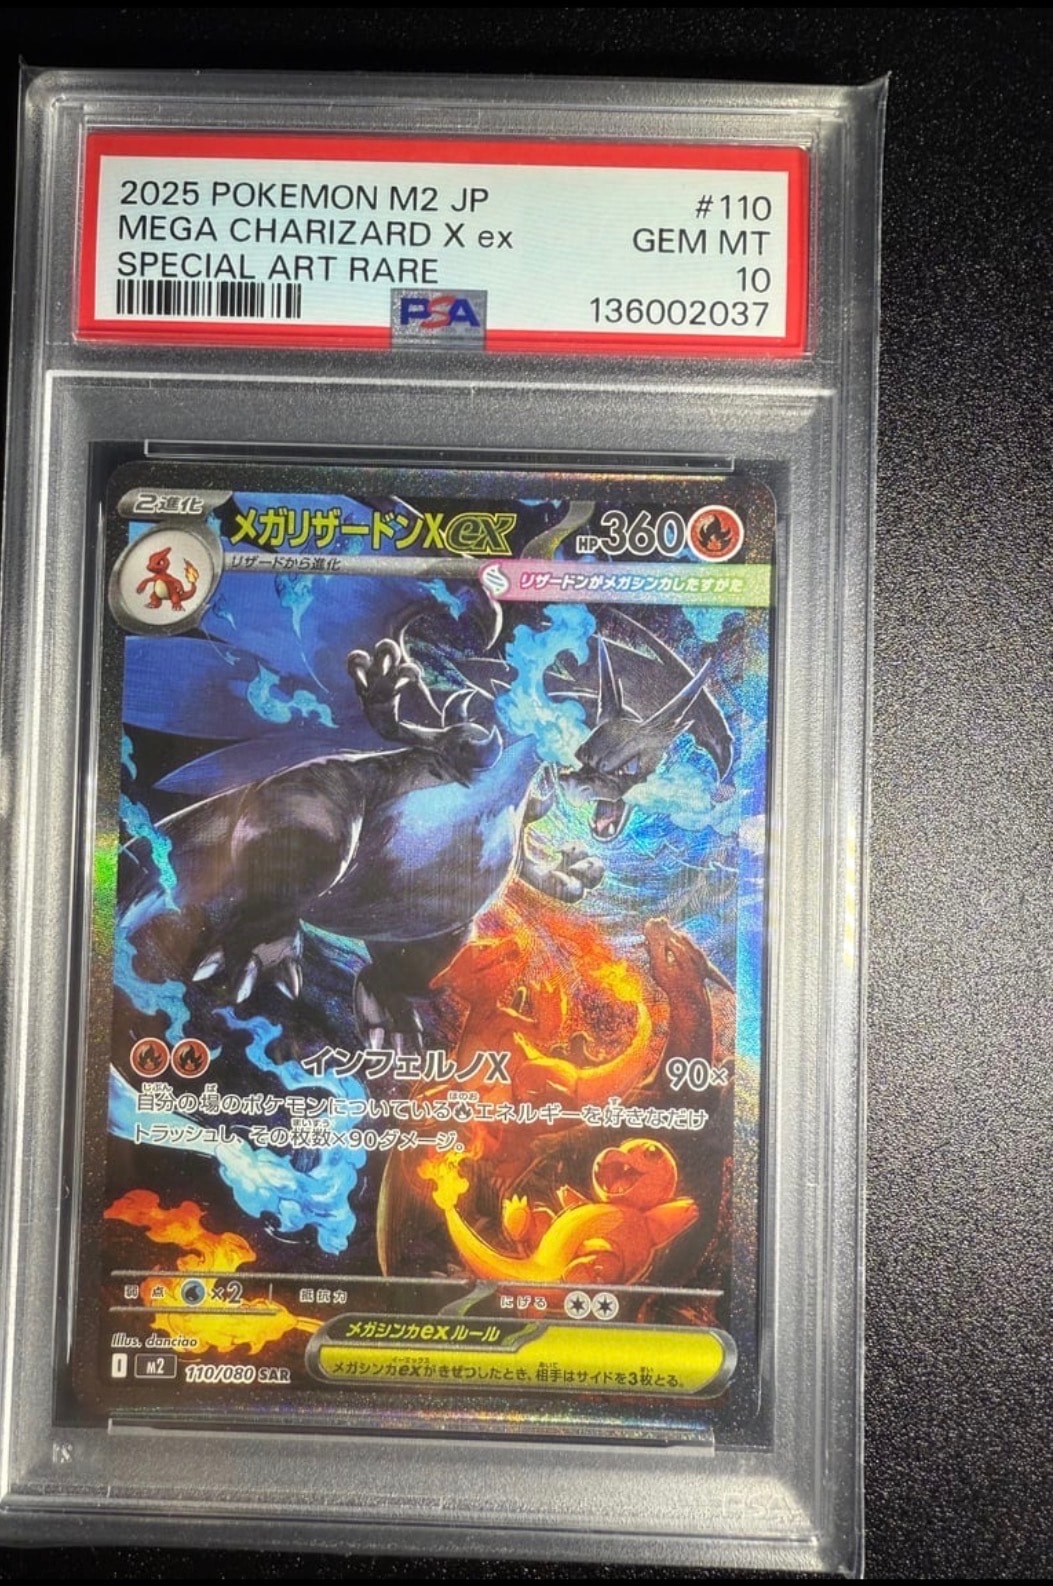 2025 POKEMON M2 JP #110
MEGA CHARIZARD X ex GEM MT
SPECIAL ART RARE 10
136002037
PSA
2進化
メガリザードンXex HP360
リザードから進化
リザードンがメガシンカしたすがた
インフェルノX 90×
自分の場のポケモンについているエネルギーを好きなだけ
トラッシュし、その枚数×90ダメージ。
弱点 ×2 抵抗力 にげる
メガシンカexルール
メガシンカexがきぜつしたとき、相手はサイドを3枚とる。
Illus. danciao
I M2 110/080 SAR